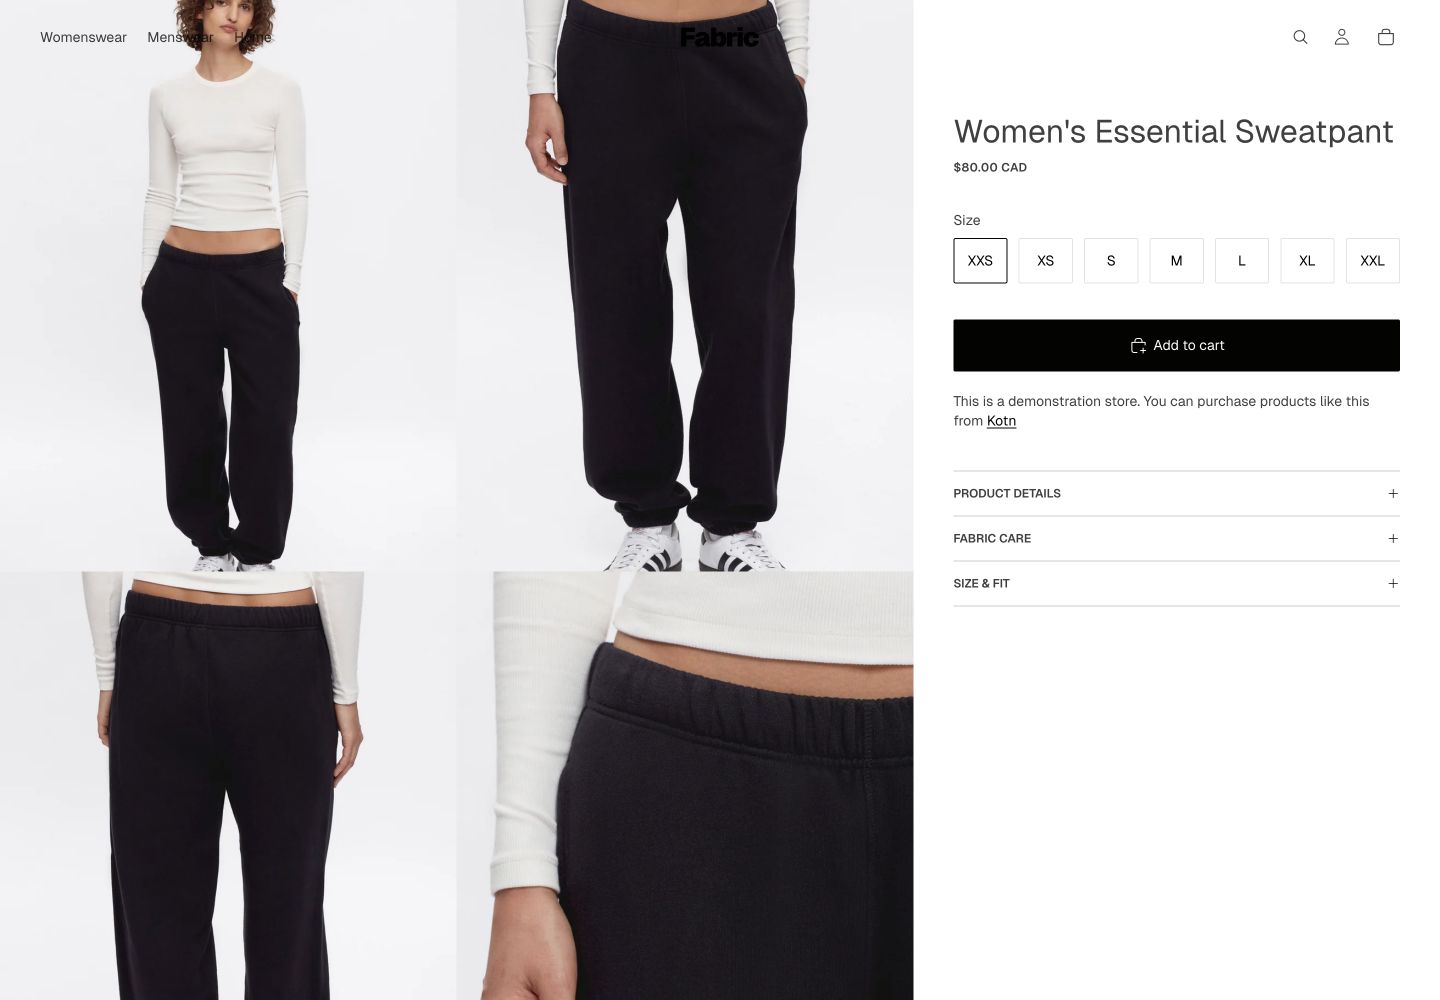 Womenswear
Menswear
Home
Fabric
Women's Essential Sweatpant
$80.00 CAD
Size
XXS
XS
S
M
L
XL
XXL
Add to cart
This is a demonstration store. You can purchase products like this
from Kotn
PRODUCT DETAILS
FABRIC CARE
SIZE & FIT